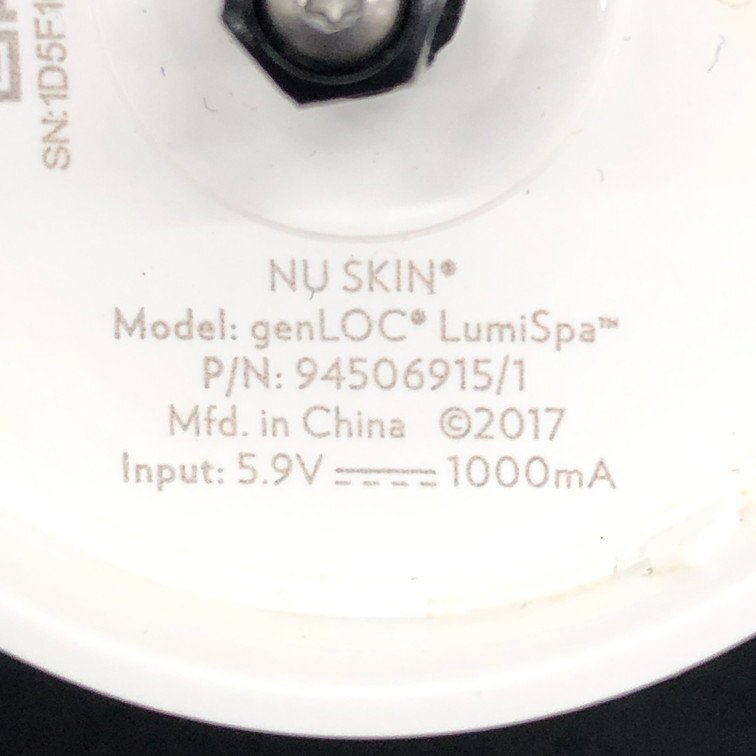 SN:1D5F1
NU SKIN®
Model: genLOC® LumiSpa™
P/N: 94506915/1
Mfd. in China ©2017
Input: 5.9V ⎓ 1000mA